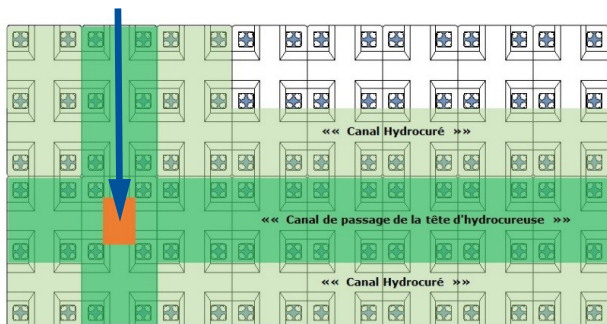 «« Canal Hydrocuré »»
«« Canal de passage de la tête d'hydrocureuse »»
«« Canal Hydrocuré »»